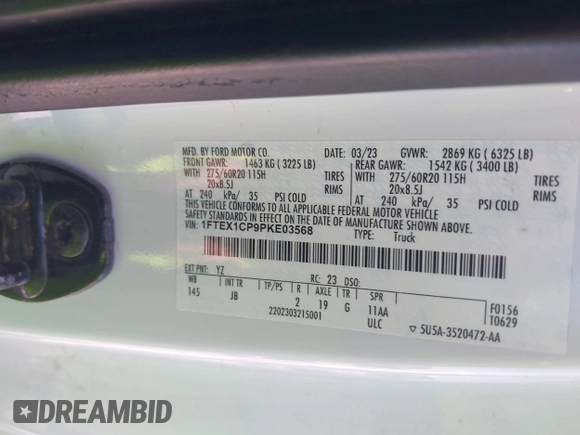 MFD. BY FORD MOTOR CO. DATE: 03/23 GVWR: 2869 KG ( 6325 LB)
FRONT GAWR: 1463 KG ( 3225 LB) REAR GAWR: 1542 KG ( 3400 LB)
WITH 275/60R20 115H TIRES WITH 275/60R20 115H TIRES
20x8.5J RIMS 20x8.5J RIMS
AT 240 kPa/ 35 PSI COLD AT 240 kPa/ 35 PSI COLD
THIS VEHICLE CONFORMS TO ALL APPLICABLE FEDERAL MOTOR VEHICLE
SAFETY STANDARDS IN EFFECT ON THE DATE OF MANUFACTURE SHOWN ABOVE.
VIN: 1FTEX1CP9PKE03568 TYPE: Truck
EXT PNT: YZ RC: 23 DSO:
WB INT TR TP/PS R AXLE TR SPR
145 JB 2 19 G 11AA
2202303215001 ULC
F0156
T0629
▽ 5U5A-3520472-AA
DREAMBID